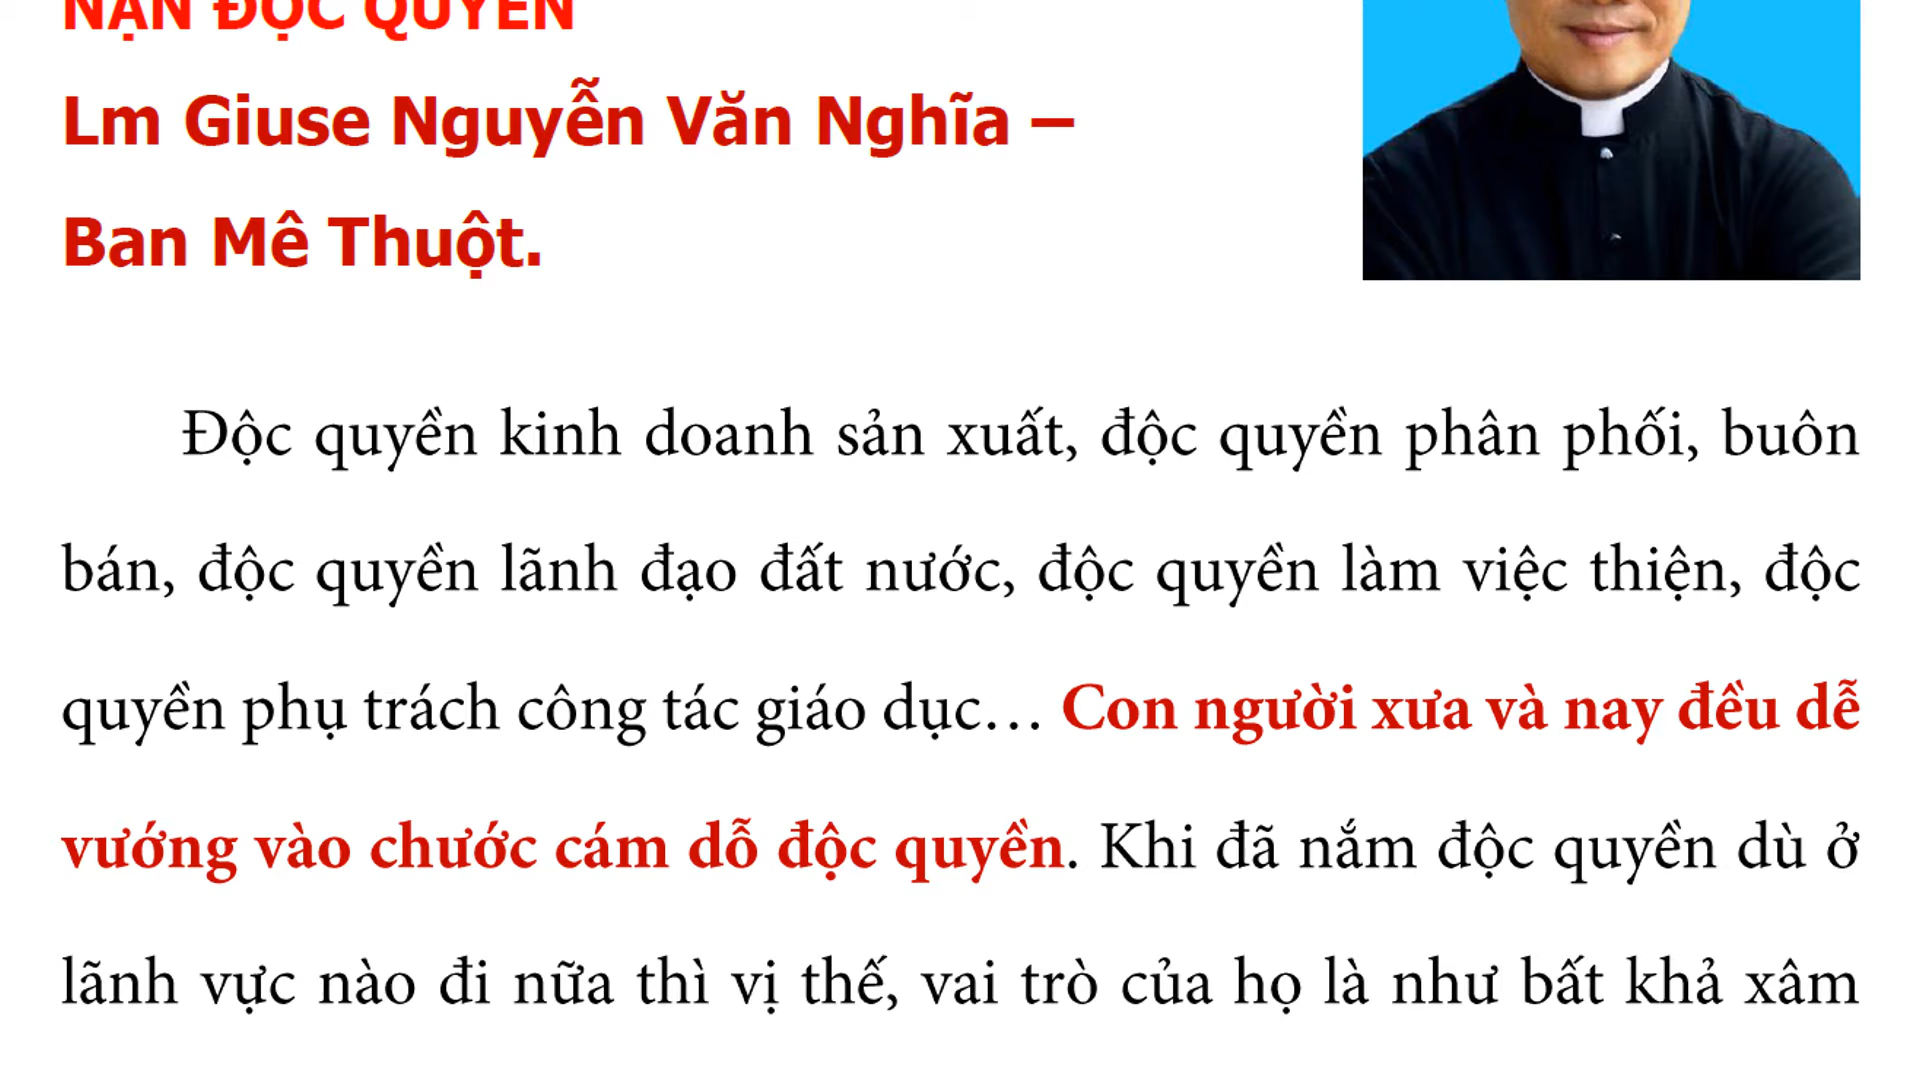 NẠN ĐỘC QUYỀN
Lm Giuse Nguyễn Văn Nghĩa –
Ban Mê Thuột.
Độc quyền kinh doanh sản xuất, độc quyền phân phối, buôn
bán, độc quyền lãnh đạo đất nước, độc quyền làm việc thiện, độc
quyền phụ trách công tác giáo dục… Con người xưa và nay đều dễ
vướng vào chước cám dỗ độc quyền. Khi đã nắm độc quyền dù ở
lãnh vực nào đi nữa thì vị thế, vai trò của họ là như bất khả xâm